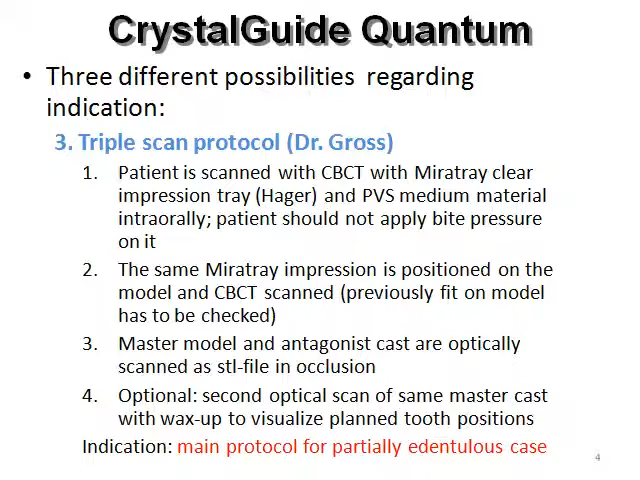 CrystalGuide Quantum
• Three different possibilities regarding
indication:
3. Triple scan protocol (Dr. Gross)
1. Patient is scanned with CBCT with Miratray clear
impression tray (Hager) and PVS medium material
intraorally; patient should not apply bite pressure
on it
2. The same Miratray impression is positioned on the
model and CBCT scanned (previously fit on model
has to be checked)
3. Master model and antagonist cast are optically
scanned as stl-file in occlusion
4. Optional: second optical scan of same master cast
with wax-up to visualize planned tooth positions
Indication: main protocol for partially edentulous case
4